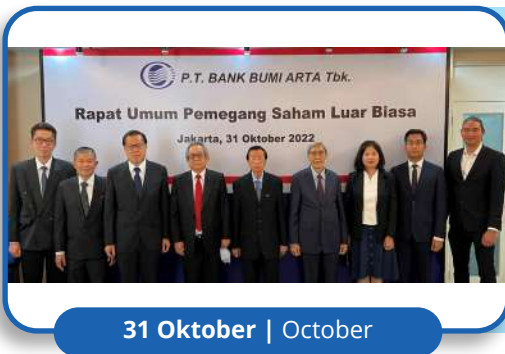 P.T. BANK BUMI ARTA Tbk.
Rapat Umum Pemegang Saham Luar Biasa
Jakarta, 31 Oktober 2022
31 Oktober | October